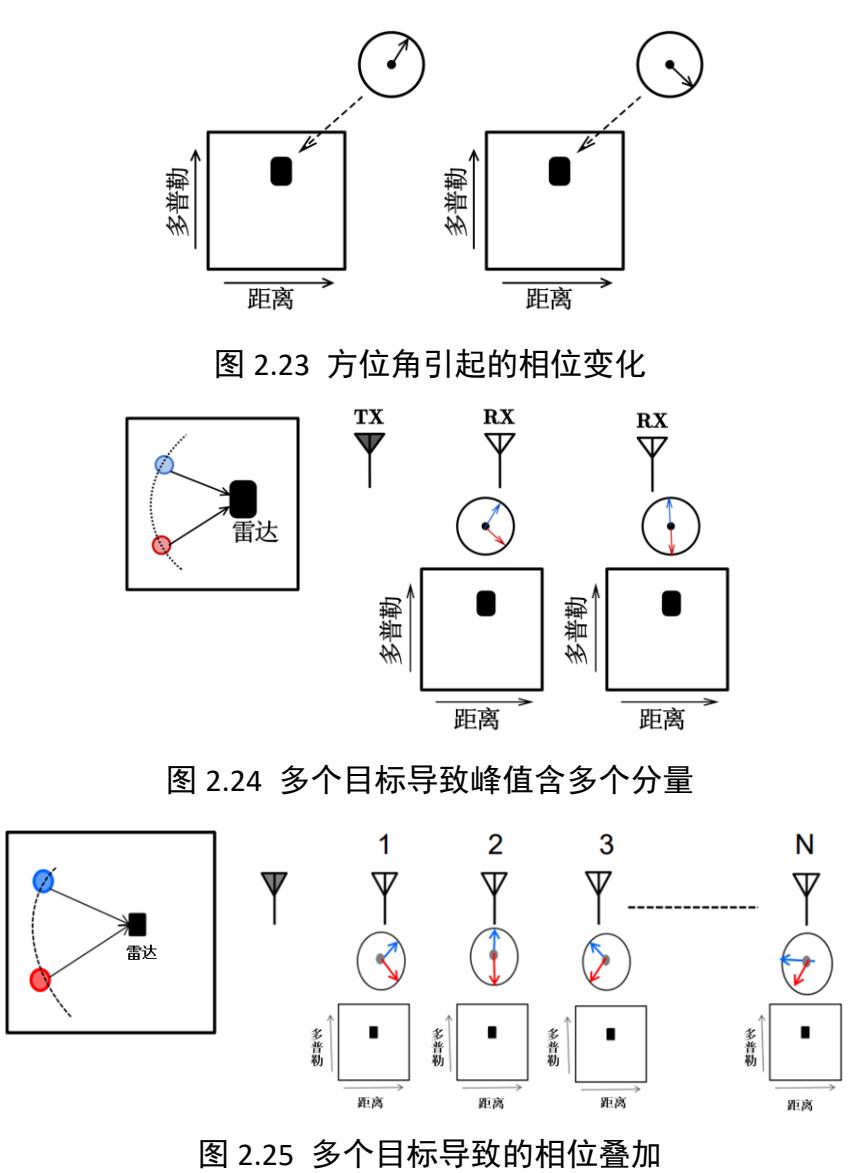 多普勒
距离
多普勒
距离
图 2.23 方位角引起的相位变化
TX
RX
RX
雷达
多普勒
距离
多普勒
距离
图 2.24 多个目标导致峰值含多个分量
1
2
3
N
雷达
多普勒
距离
多普勒
距离
多普勒
距离
多普勒
距离
图 2.25 多个目标导致的相位叠加